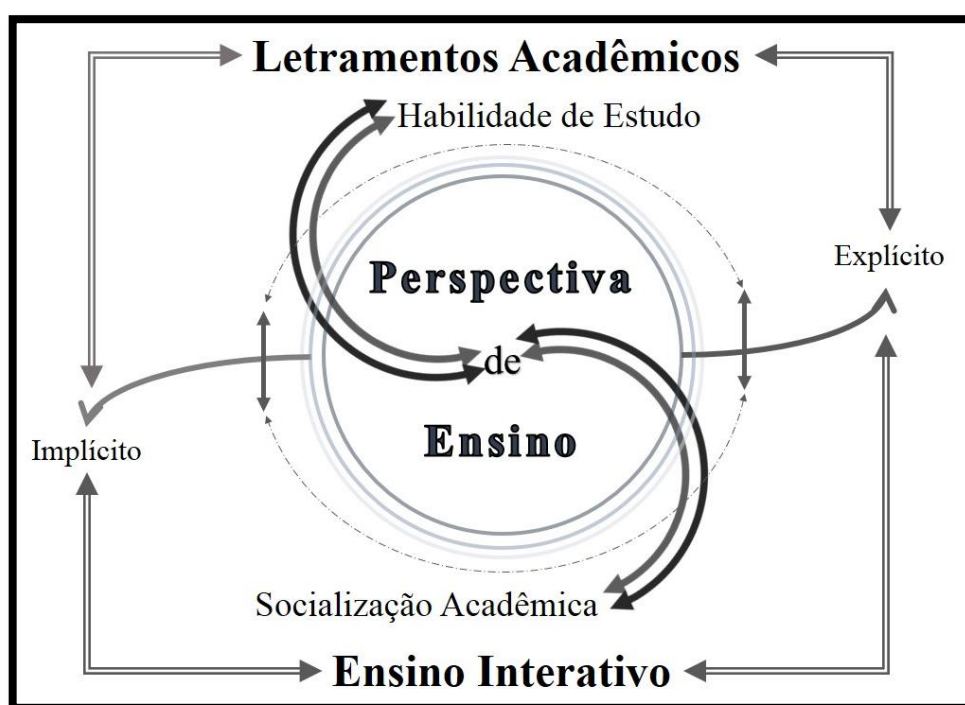 Letramentos Acadêmicos
Habilidade de Estudo
Explícito
Perspectiva
de
Ensino
Implícito
Socialização Acadêmica
Ensino Interativo